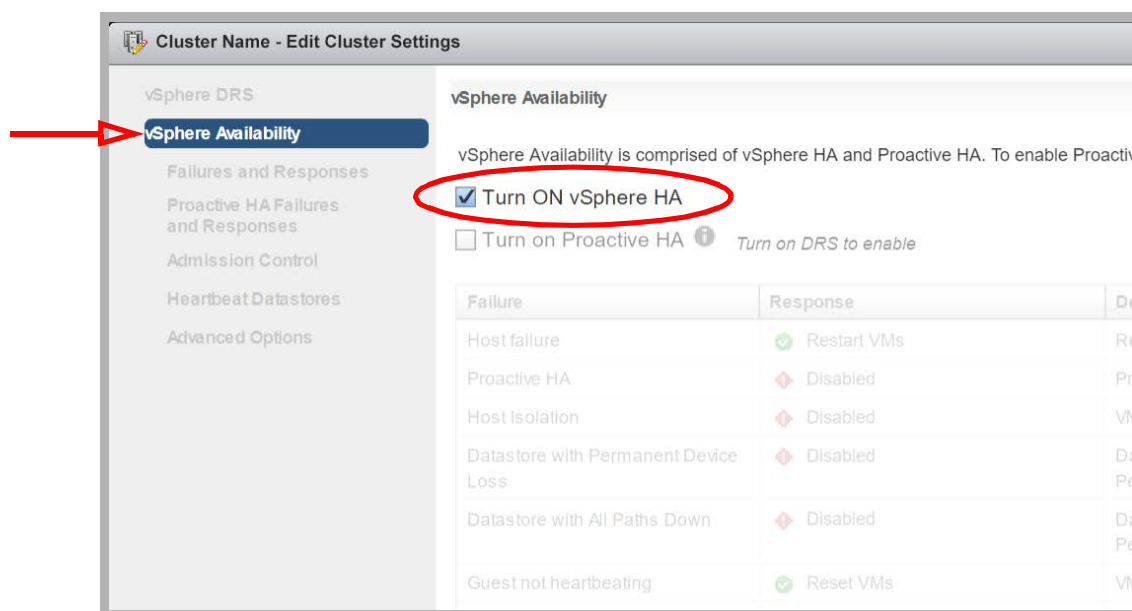 Cluster Name - Edit Cluster Settings
vSphere DRS
vSphere Availability
Failures and Responses
Proactive HA Failures
and Responses
Admission Control
Heartbeat Datastores
Advanced Options
vSphere Availability
vSphere Availability is comprised of vSphere HA and Proactive HA. To enable
Turn ON vSphere HA
Turn on Proactive HA Turn on DRS to enable
Failure Response
Host failure Restart VMs
Proactive HA Disabled
Host Isolation Disabled
Datastore with Permanent Device Disabled
Loss
Datastore with All Paths Down Disabled
Guest not heartbeating Reset VMs